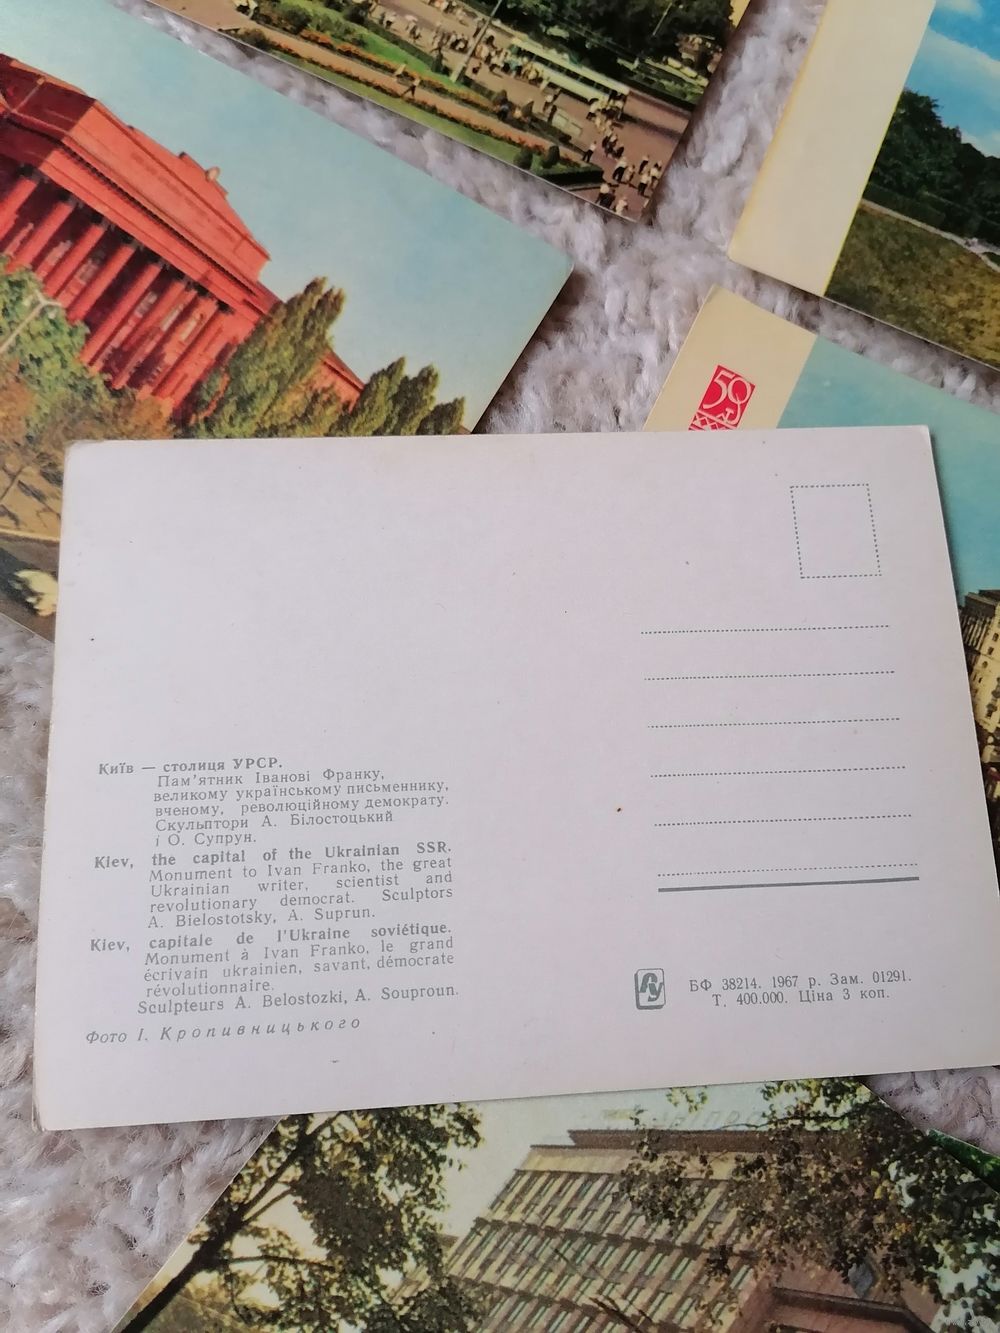 50
Київ — столиця УРСР.
Пам'ятник Іванові Франку,
великому українському письменнику,
вченому, революційному демократу.
Скульптори А. Білостоцький
і О. Супрун.
Kiev, the capital of the Ukrainian SSR.
Monument to Ivan Franko, the great
Ukrainian writer, scientist and
revolutionary democrat. Sculptors
A. Bielostotsky, A. Suprun.
Kiev, capitale de l'Ukraine soviétique.
Monument à Ivan Franko, le grand
écrivain ukrainien, savant, démocrate
révolutionnaire.
Sculpteurs A. Belostozki, A. Souproun.
Фото І. Кропивницького
БФ 38214. 1967 р. Зам. 01291.
Т. 400.000. Ціна 3 коп.